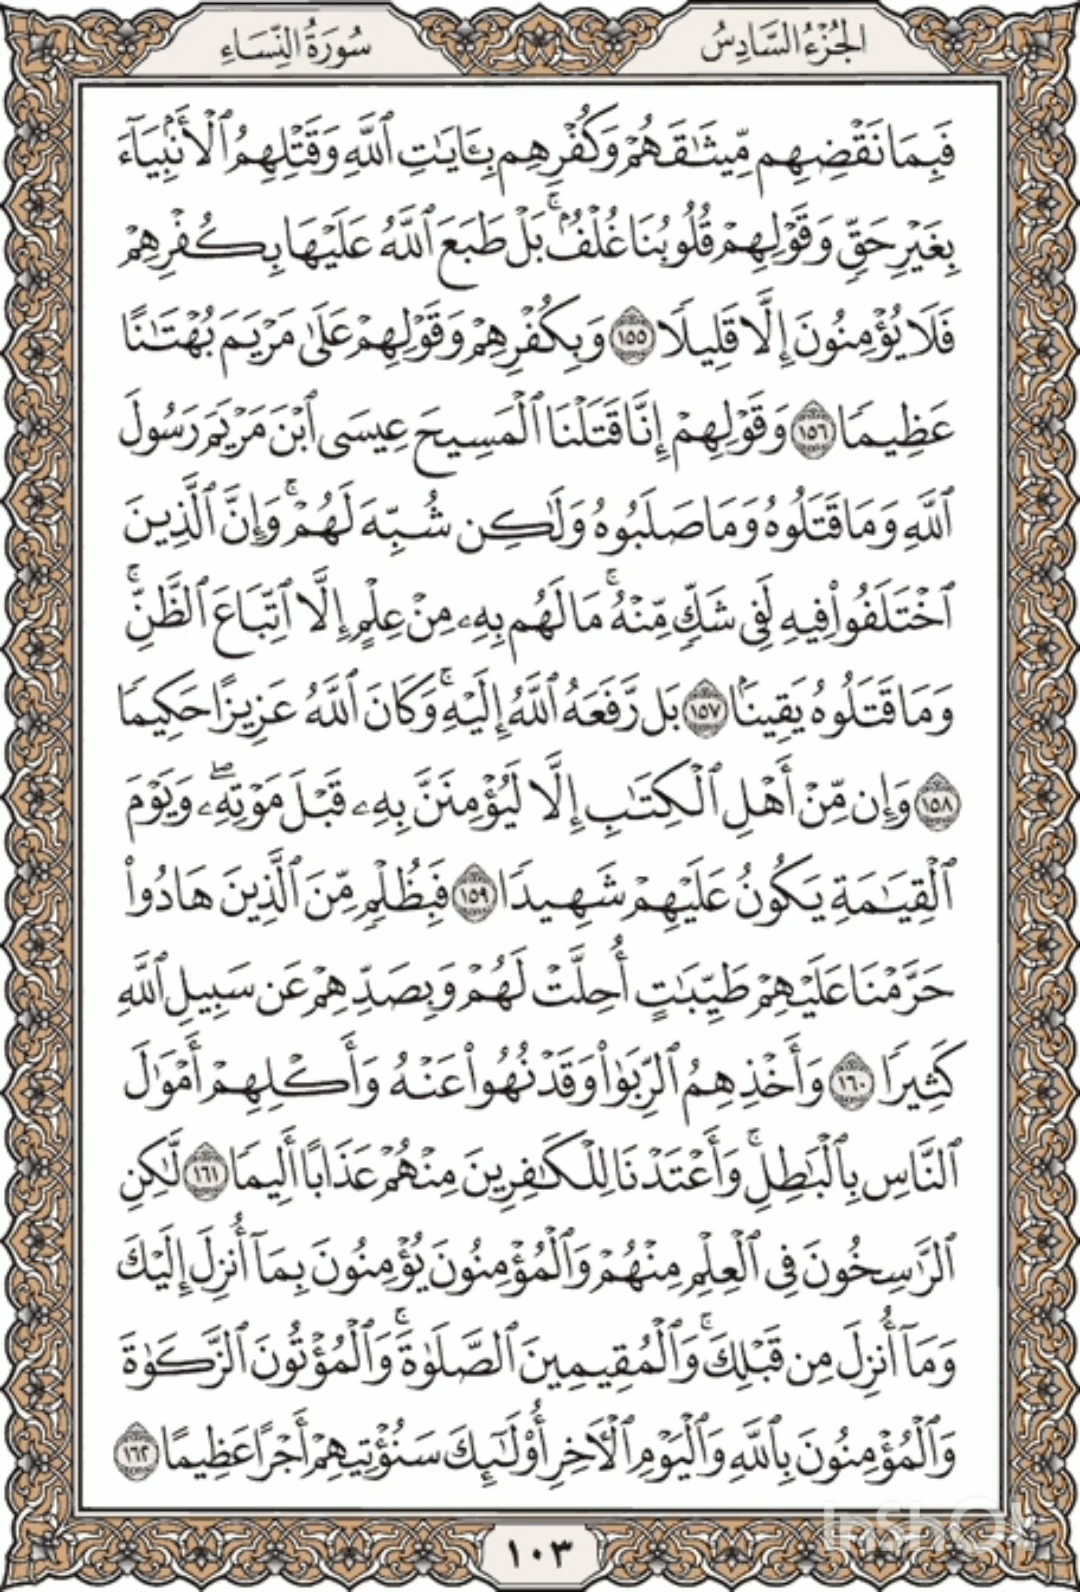 الجُزْءُ السَّادِسُ
سُورَةُ النِّسَاءِ
فَبِمَا نَقْضِهِم مِّيثَٰقَهُمْ وَكُفْرِهِم بِـَٔايَٰتِ ٱللَّهِ وَقَتْلِهِمُ ٱلْأَنۢبِيَآءَ
بِغَيْرِ حَقٍّ وَقَوْلِهِمْ قُلُوبُنَا غُلْفٌۢ ۚ بَلْ طَبَعَ ٱللَّهُ عَلَيْهَا بِكُفْرِهِمْ
فَلَا يُؤْمِنُونَ إِلَّا قَلِيلًا ١٥٥ وَبِكُفْرِهِمْ وَقَوْلِهِمْ عَلَىٰ مَرْيَمَ بُهْتَٰنًا
عَظِيمًا ١٥٦ وَقَوْلِهِمْ إِنَّا قَتَلْنَا ٱلْمَسِيحَ عِيسَى ٱبْنَ مَرْيَمَ رَسُولَ
ٱللَّهِ وَمَا قَتَلُوهُ وَمَا صَلَبُوهُ وَلَٰكِن شُبِّهَ لَهُمْ ۚ وَإِنَّ ٱلَّذِينَ
ٱخْتَلَفُوا۟ فِيهِ لَفِى شَكٍّ مِّنْهُ ۚ مَا لَهُم بِهِۦ مِنْ عِلْمٍ إِلَّا ٱتِّبَاعَ ٱلظَّنِّ ۚ
وَمَا قَتَلُوهُ يَقِينًۢا ١٥٧ بَل رَّفَعَهُ ٱللَّهُ إِلَيْهِ ۚ وَكَانَ ٱللَّهُ عَزِيزًا حَكِيمًا
١٥٨ وَإِن مِّنْ أَهْلِ ٱلْكِتَٰبِ إِلَّا لَيُؤْمِنَنَّ بِهِۦ قَبْلَ مَوْتِهِۦ ۖ وَيَوْمَ
ٱلْقِيَٰمَةِ يَكُونُ عَلَيْهِمْ شَهِيدًا ١٥٩ فَبِظُلْمٍ مِّنَ ٱلَّذِينَ هَادُوا۟
حَرَّمْنَا عَلَيْهِمْ طَيِّبَٰتٍ أُحِلَّتْ لَهُمْ وَبِصَدِّهِمْ عَن سَبِيلِ ٱللَّهِ
كَثِيرًا ١٦٠ وَأَخْذِهِمُ ٱلرِّبَوٰا۟ وَقَدْ نُهُوا۟ عَنْهُ وَأَكْلِهِمْ أَمْوَٰلَ
ٱلنَّاسِ بِٱلْبَٰطِلِ ۚ وَأَعْتَدْنَا لِلْكَٰفِرِينَ مِنْهُمْ عَذَابًا أَلِيمًا ١٦١ لَّٰكِنِ
ٱلرَّٰسِخُونَ فِى ٱلْعِلْمِ مِنْهُمْ وَٱلْمُؤْمِنُونَ يُؤْمِنُونَ بِمَآ أُنزِلَ إِلَيْكَ
وَمَآ أُنزِلَ مِن قَبْلِكَ ۚ وَٱلْمُقِيمِينَ ٱلصَّلَوٰةَ ۚ وَٱلْمُؤْتُونَ ٱلزَّكَوٰةَ
وَٱلْمُؤْمِنُونَ بِٱللَّهِ وَٱلْيَوْمِ ٱلْـَٔاخِرِ أُو۟لَٰٓئِكَ سَنُؤْتِيهِمْ أَجْرًا عَظِيمًا ١٦٢
١٠٣
InShOt